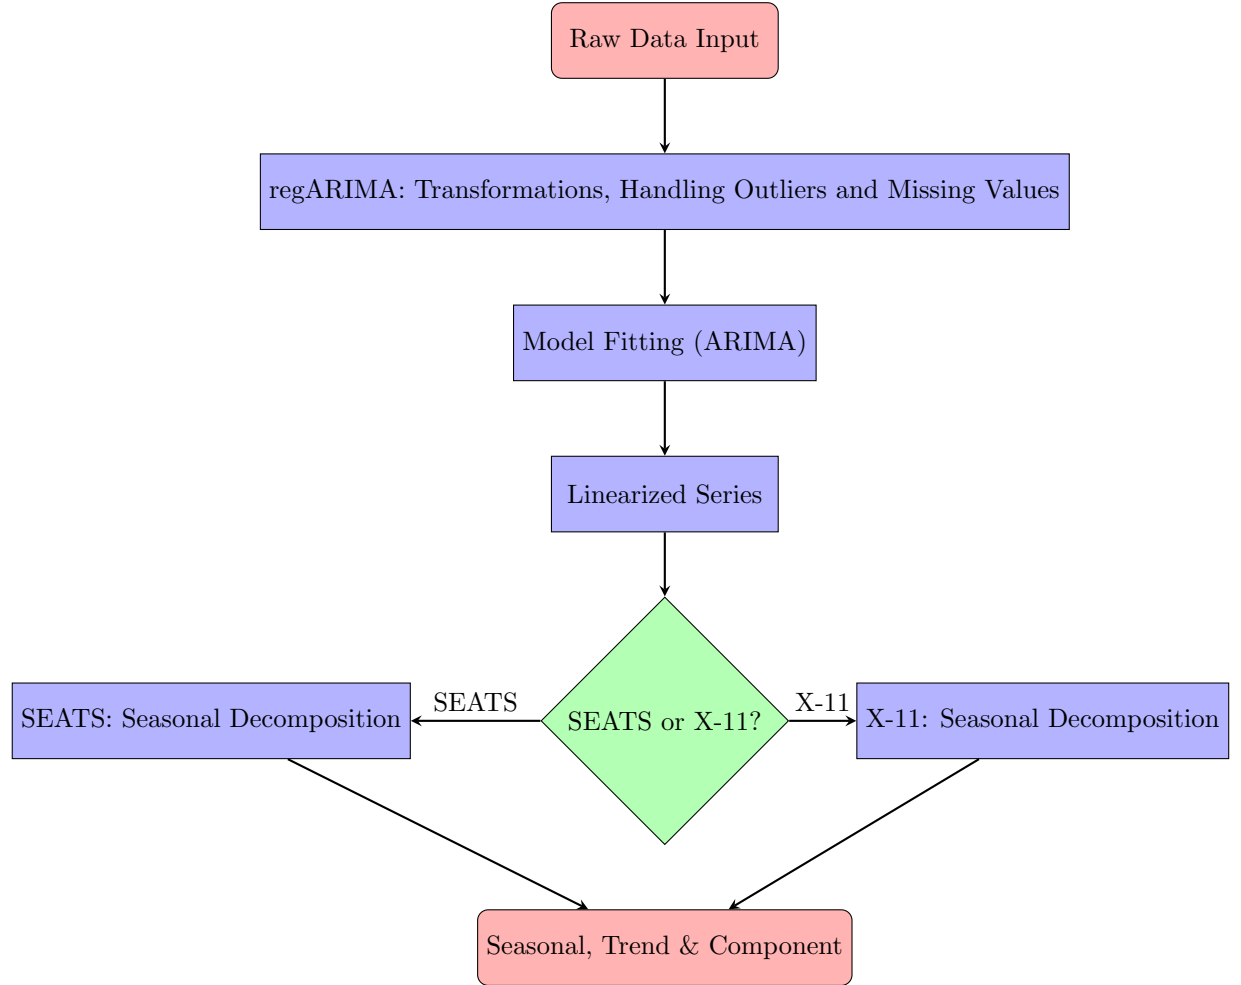 Raw Data Input
regARIMA: Transformations, Handling Outliers and Missing Values
Model Fitting (ARIMA)
Linearized Series
SEATS
X-11
SEATS: Seasonal Decomposition
SEATS or X-11?
X-11: Seasonal Decomposition
Seasonal, Trend & Component